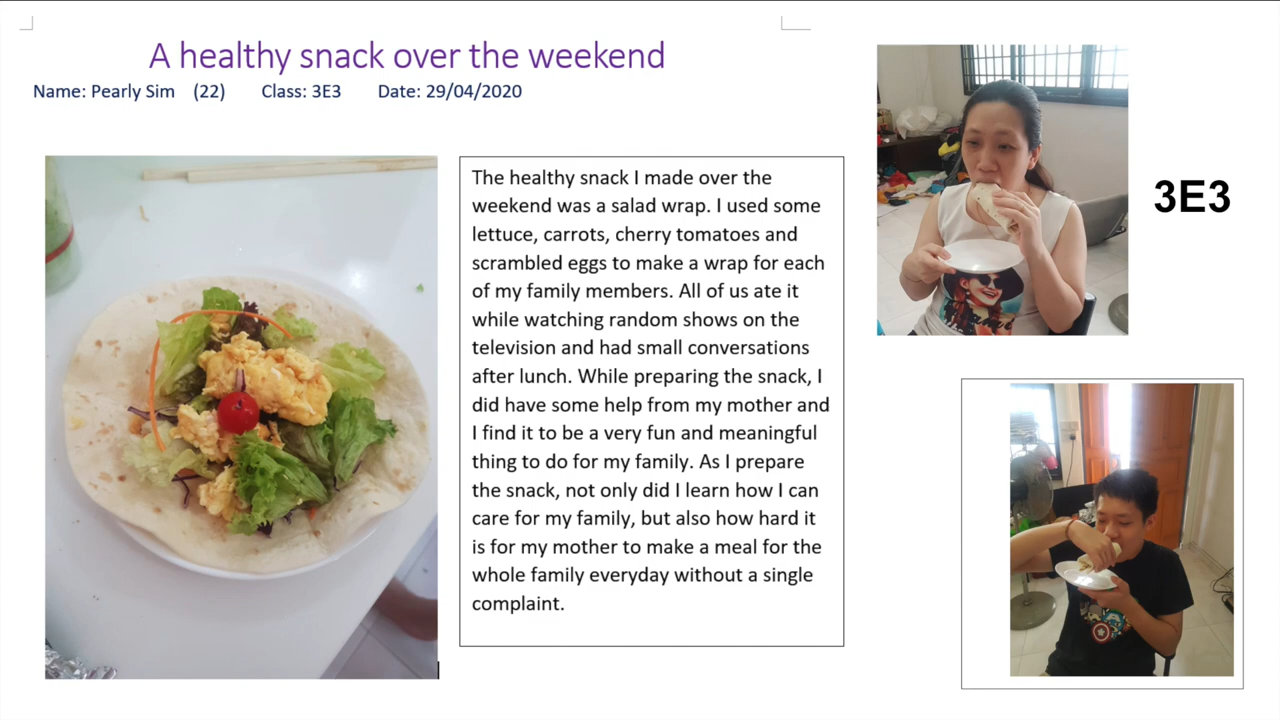 A healthy snack over the weekend
Name: Pearly Sim (22) Class: 3E3 Date: 29/04/2020
The healthy snack I made over the
weekend was a salad wrap. I used some
lettuce, carrots, cherry tomatoes and
scrambled eggs to make a wrap for each
of my family members. All of us ate it
while watching random shows on the
television and had small conversations
after lunch. While preparing the snack, I
did have some help from my mother and
I find it to be a very fun and meaningful
thing to do for my family. As I prepare
the snack, not only did I learn how I can
care for my family, but also how hard it
is for my mother to make a meal for the
whole family everyday without a single
complaint.
3E3